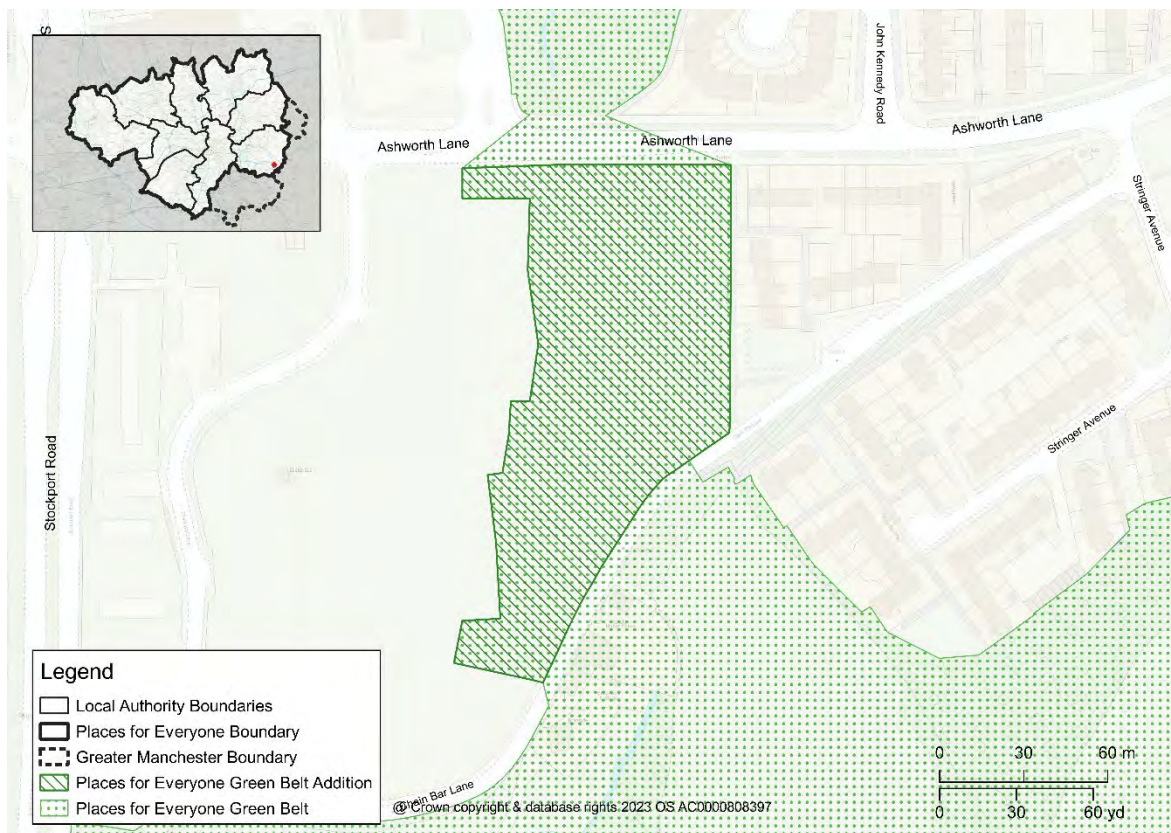 S
Ashworth Lane
Ashworth Lane
John Kennedy Road
Ashworth Lane
Stringer Avenue
Stockport Road
Stringer Avenue
Legend
Local Authority Boundaries
Places for Everyone Boundary
Greater Manchester Boundary
Places for Everyone Green Belt Addition
Places for Everyone Green Belt
Chain Bar Lane
@ Crown copyright & database rights 2023 OS AC0000808397
0 30 60 m
0 30 60 yd